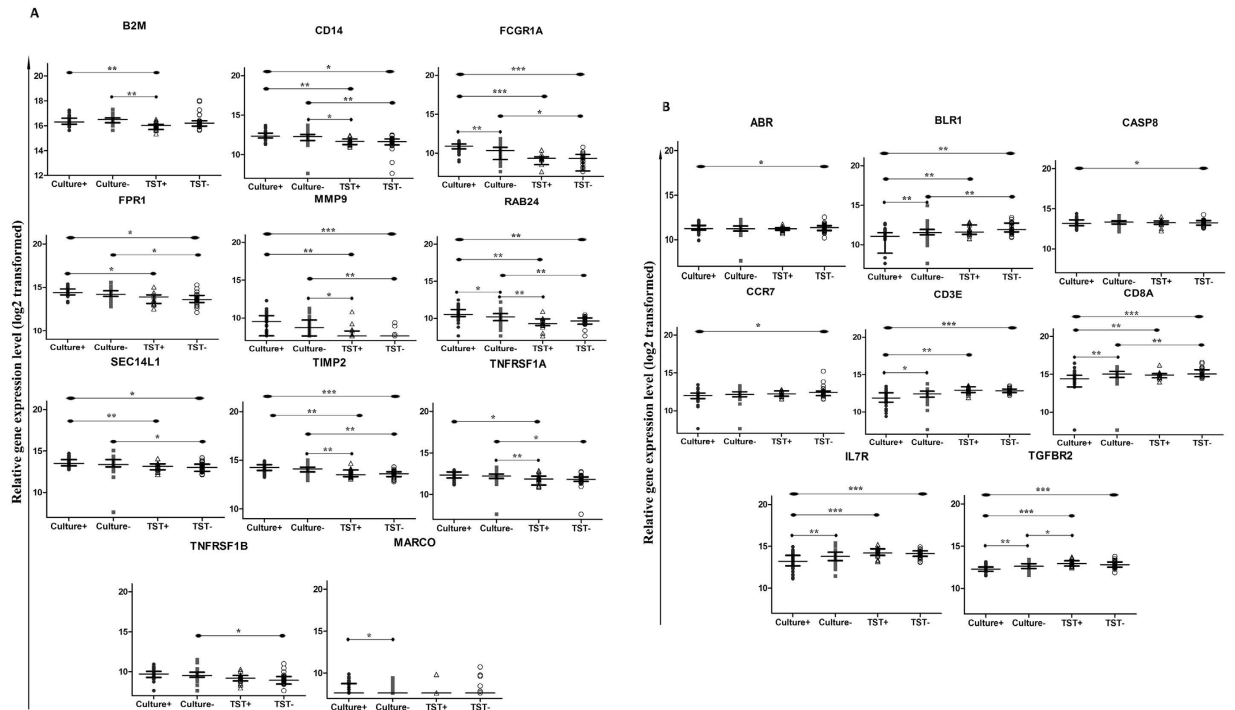 A
B2M
CD14
FCGR1A
20
18
16
14
12
**
**
20
15
10
*
**
**
*
20
15
10
***
***
*
**
Culture+ Culture- TST+ TST-
Culture+ Culture- TST+ TST-
Culture+ Culture- TST+ TST-
FPR1
MMP9
RAB24
20
15
10
*
*
*
20
15
10
***
**
**
*
20
15
10
**
**
**
*
**
Culture+ Culture- TST+ TST-
Culture+ Culture- TST+ TST-
Culture+ Culture- TST+ TST-
SEC14L1
TIMP2
TNFRSF1A
20
15
10
*
**
*
20
15
10
***
**
**
**
20
15
10
*
*
**
Culture+ Culture- TST+ TST-
Culture+ Culture- TST+ TST-
Culture+ Culture- TST+ TST-
TNFRSF1B
MARCO
20
15
10
*
20
15
10
*
Culture+ Culture- TST+ TST-
Culture+ Culture- TST+ TST-
Relative gene expression level (log2 transformed)
B
ABR
BLR1
CASP8
20
15
10
*
20
15
10
**
**
**
**
20
15
10
*
Culture+ Culture- TST+ TST-
Culture+ Culture- TST+ TST-
Culture+ Culture- TST+ TST-
CCR7
CD3E
CD8A
20
15
10
*
20
15
10
***
**
*
20
15
10
***
**
**
**
Culture+ Culture- TST+ TST-
Culture+ Culture- TST+ TST-
Culture+ Culture- TST+ TST-
IL7R
TGFBR2
20
15
10
***
***
**
20
15
10
***
***
*
**
Culture+ Culture- TST+ TST-
Culture+ Culture- TST+ TST-
Relative gene expression level (log2 transformed)